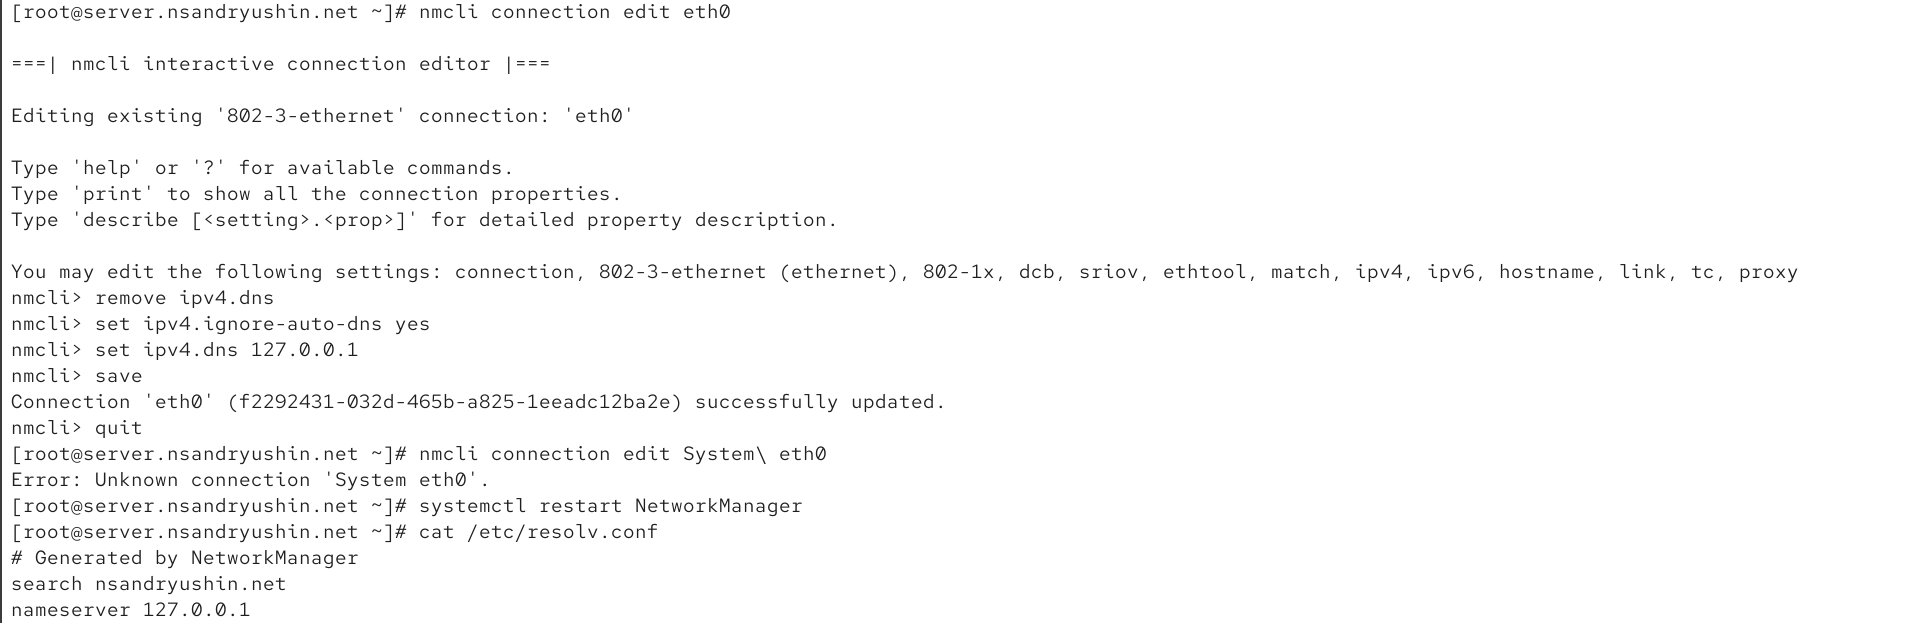 [root@server.nsandryushin.net ~]# nmcli connection edit eth0
===| nmcli interactive connection editor |===
Editing existing '802-3-ethernet' connection: 'eth0'
Type 'help' or '?' for available commands.
Type 'print' to show all the connection properties.
Type 'describe [<setting>.<prop>]' for detailed property description.
You may edit the following settings: connection, 802-3-ethernet (ethernet), 802-1x, dcb, sriov, ethtool, match, ipv4, ipv6, hostname, link, tc, proxy
nmcli> remove ipv4.dns
nmcli> set ipv4.ignore-auto-dns yes
nmcli> set ipv4.dns 127.0.0.1
nmcli> save
Connection 'eth0' (f2292431-032d-465b-a825-1eeadc12ba2e) successfully updated.
nmcli> quit
[root@server.nsandryushin.net ~]# nmcli connection edit System\ eth0
Error: Unknown connection 'System eth0'.
[root@server.nsandryushin.net ~]# systemctl restart NetworkManager
[root@server.nsandryushin.net ~]# cat /etc/resolv.conf
# Generated by NetworkManager
search nsandryushin.net
nameserver 127.0.0.1